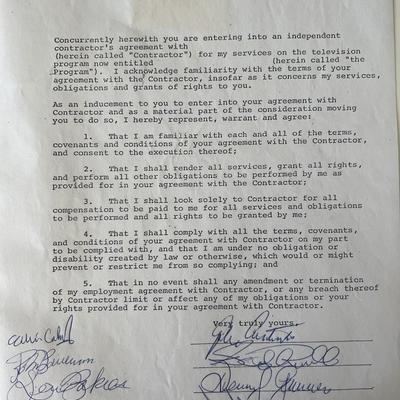 Concurrently herewith you are entering into an independent
contractor's agreement with
(herein called "Contractor") for my services on the television
program now entitled (herein called "the
Program"). I acknowledge familiarity with the terms of your
agreement with the Contractor, insofar as it concerns my services,
obligations and grants of rights to you.
As an inducement to you to enter into your agreement with
Contractor and as a material part of the consideration moving
you to do so, I hereby represent, warrant and agree:
1. That I am familiar with each and all of the terms,
covenants and conditions of your agreement with the Contractor,
and consent to the execution thereof;
2. That I shall render all services, grant all rights,
and perform all other obligations to be performed by me as
provided for in your agreement with the Contractor;
3. That I shall look solely to Contractor for all
compensation to be paid to me for all services and obligations
to be performed and all rights to be granted by me;
4. That I shall comply with all the terms, covenants,
and conditions of your agreement with Contractor on my part
to be complied with, and that I am under no obligation or
disability created by law or otherwise, which would or might
prevent or restrict me from so complying; and
5. That in no event shall any amendment or termination
of my employment agreement with Contractor, or any breach thereof
by Contractor limit or affect any of my obligations or your
rights provided for in your agreement with Contractor.
Very truly yours,